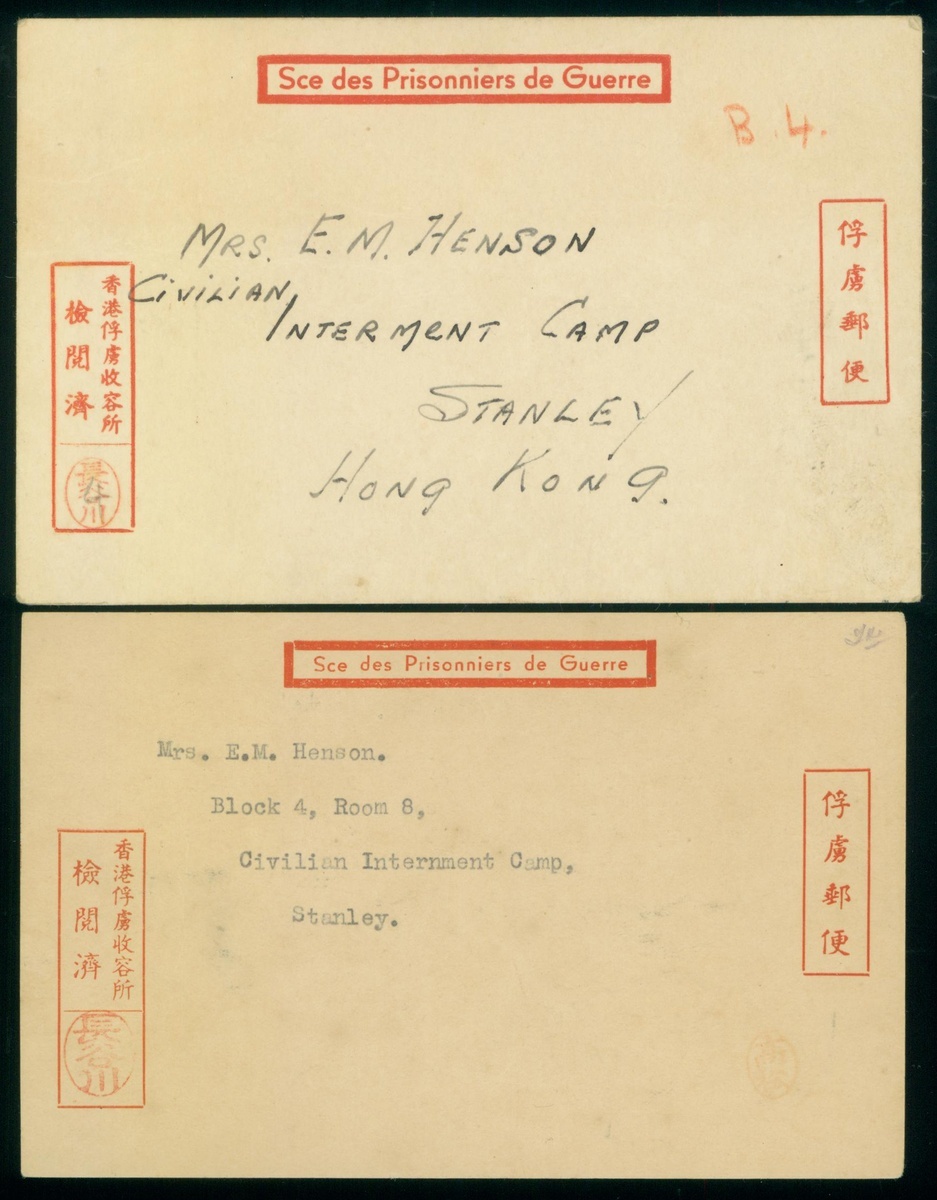 Sce des Prisonniers de Guerre
B.4.
MRS. E.M. HENSON
CIVILIAN
INTERMENT CAMP
STANLEY
HONG KONG.
俘虜郵便
香港俘虜收容所
檢閲濟
長谷川
Sce des Prisonniers de Guerre
Mrs. E.M. Henson.
Block 4, Room 8,
Civilian Internment Camp,
Stanley.
俘虜郵便
香港俘虜收容所
檢閲濟
長谷川